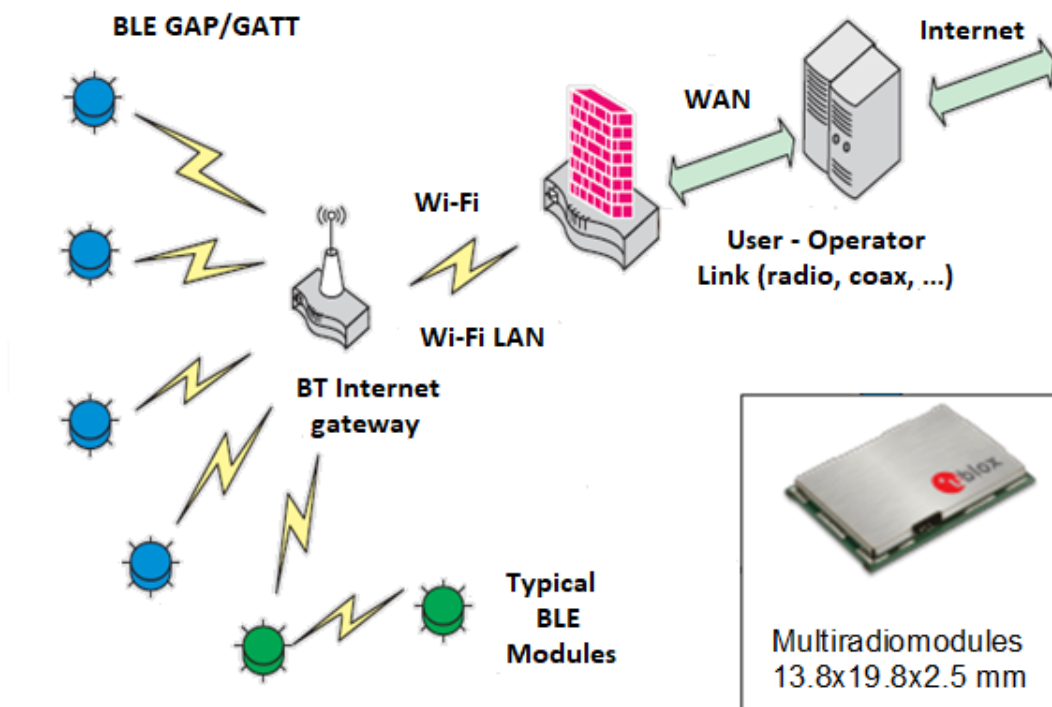 BLE GAP/GATT
Internet
WAN
Wi-Fi
User - Operator
Link (radio, coax, ...)
Wi-Fi LAN
BT Internet
gateway
ublox
Typical
BLE
Modules
Multiradiomodules
13.8x19.8x2.5 mm